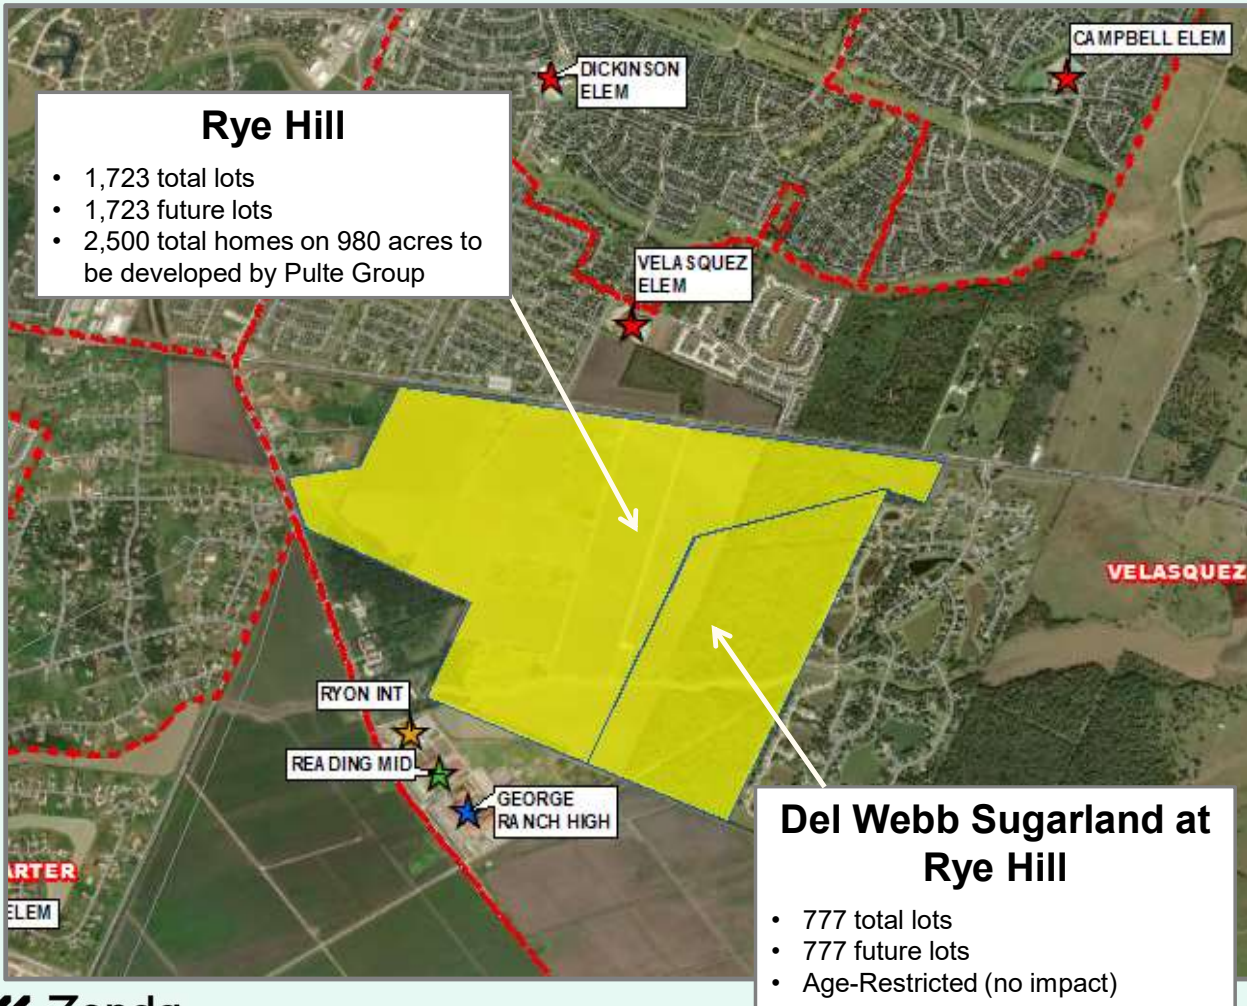 CAMPBELL ELEM
DICKINSON
ELEM
Rye Hill
• 1,723 total lots
• 1,723 future lots
• 2,500 total homes on 980 acres to
be developed by Pulte Group
VELASQUEZ
ELEM
VELASQUEZ
RYON INT
READING MID
GEORGE
RANCH HIGH
ARTER
ELEM
Del Webb Sugarland at
Rye Hill
• 777 total lots
• 777 future lots
• Age-Restricted (no impact)